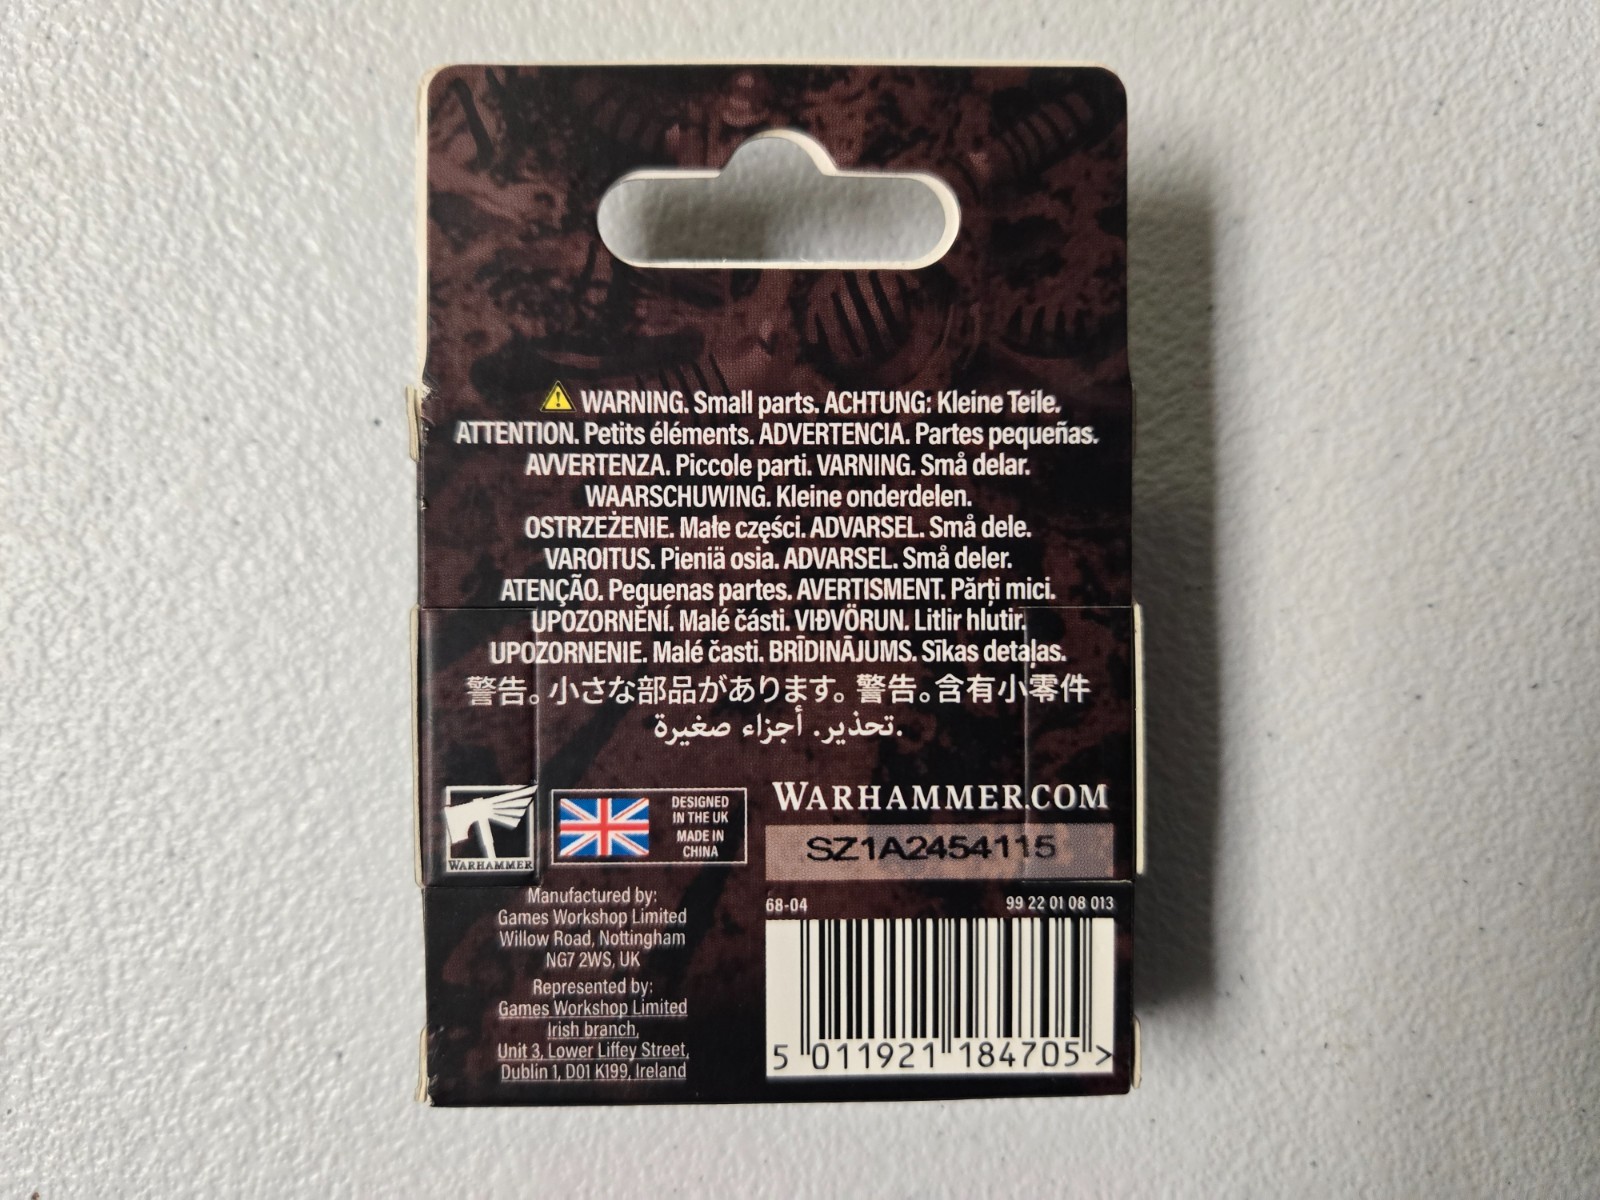 WARNING. Small parts. ACHTUNG: Kleine Teile.
ATTENTION. Petits éléments. ADVERTENCIA. Partes pequeñas.
AVVERTENZA. Piccole parti. VARNING. Små delar.
WAARSCHUWING. Kleine onderdelen.
OSTRZEŻENIE. Małe części. ADVARSEL. Små dele.
VAROITUS. Pieniä osia. ADVARSEL. Små deler.
ATENÇÃO. Pequenas partes. AVERTISMENT. Părți mici.
UPOZORNĚNÍ. Malé části. VIÐVÖRUN. Litlir hlutir.
UPOZORNENIE. Malé časti. BRĪDINĀJUMS. Sīkas detaļas.
警告。小さな部品があります。警告。含有小零件
تحذير. أجزاء صغيرة.
WARHAMMER
DESIGNED
IN THE UK
MADE IN
CHINA
WARHAMMER.COM
SZ1A2454115
Manufactured by:
Games Workshop Limited
Willow Road, Nottingham
NG7 2WS, UK
Represented by:
Games Workshop Limited
Irish branch,
Unit 3, Lower Liffey Street,
Dublin 1, D01 K199, Ireland
68-04
99 22 01 08 013
5 011921 184705 >